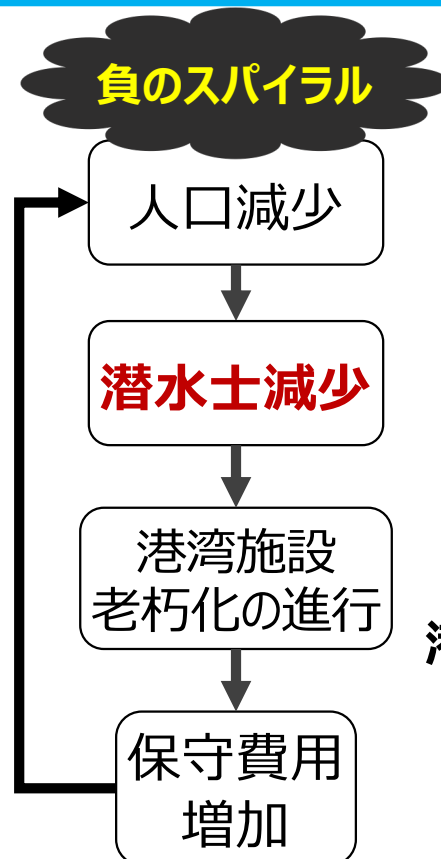 負のスパイラル
人口減少
潜水士減少
港湾施設
老朽化の進行
保守費用
増加